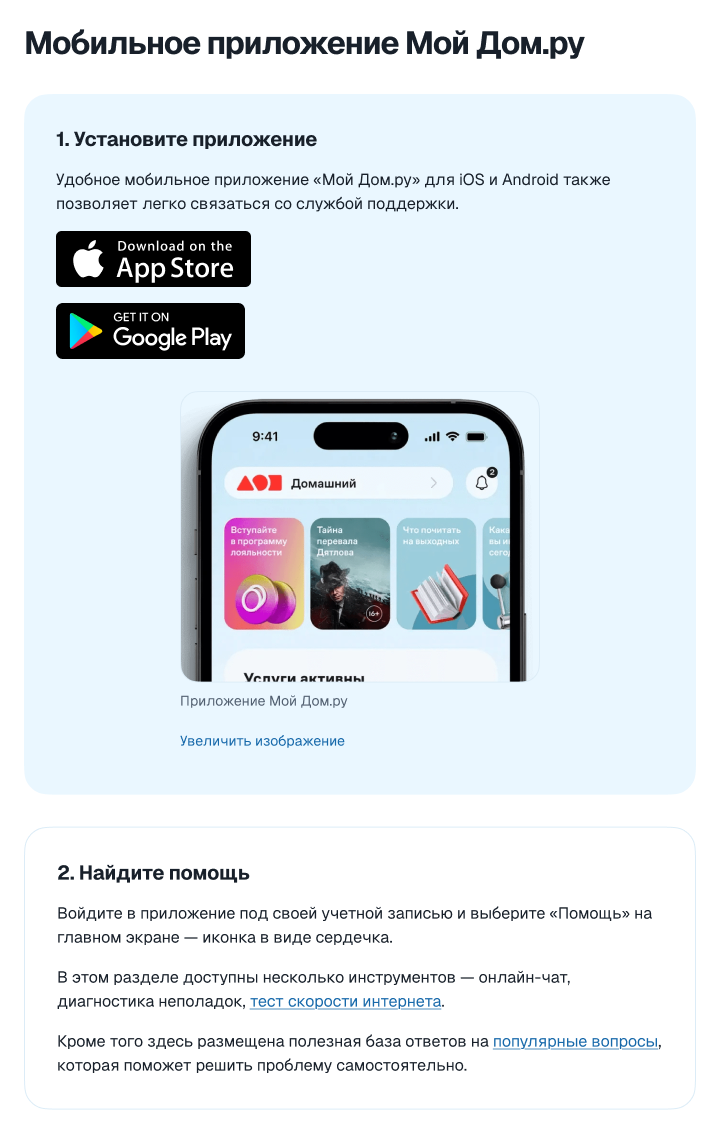 Мобильное приложение Мой Дом.ру
1. Установите приложение
Удобное мобильное приложение «Мой Дом.ру» для iOS и Android также
позволяет легко связаться со службой поддержки.
Download on the
App Store
GET IT ON
Google Play
9:41
Домашний
2
Вступайте
в программу
лояльности
Тайна
перевала
Дятлова
16+
Что почитать
на выходных
Услуги активны
Приложение Мой Дом.ру
Увеличить изображение
2. Найдите помощь
Войдите в приложение под своей учетной записью и выберите «Помощь» на
главном экране — иконка в виде сердечка.
В этом разделе доступны несколько инструментов — онлайн-чат,
диагностика неполадок, тест скорости интернета.
Кроме того здесь размещена полезная база ответов на популярные вопросы,
которая поможет решить проблему самостоятельно.